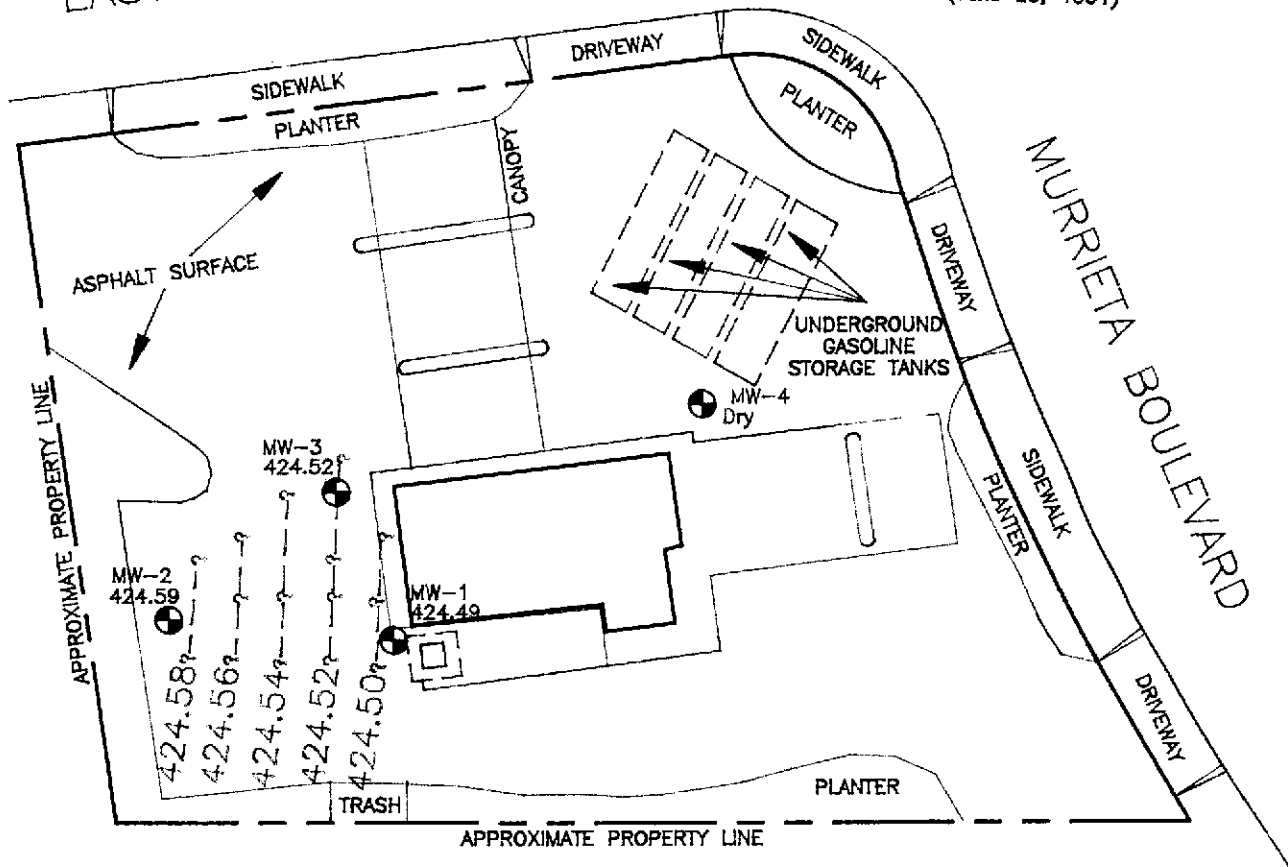 SIDEWALK
DRIVEWAY
SIDEWALK
PLANTER
PLANTER
CANOPY
MURRIETA BOULEVARD
ASPHALT SURFACE
DRIVEWAY
UNDERGROUND
GASOLINE
STORAGE TANKS
APPROXIMATE PROPERTY LINE
MW-4
Dry
MW-3
424.52
SIDEWALK
PLANTER
MW-2
424.59
MW-1
424.49
424.58
424.56
424.54
424.52
424.50
DRIVEWAY
TRASH
PLANTER
APPROXIMATE PROPERTY LINE